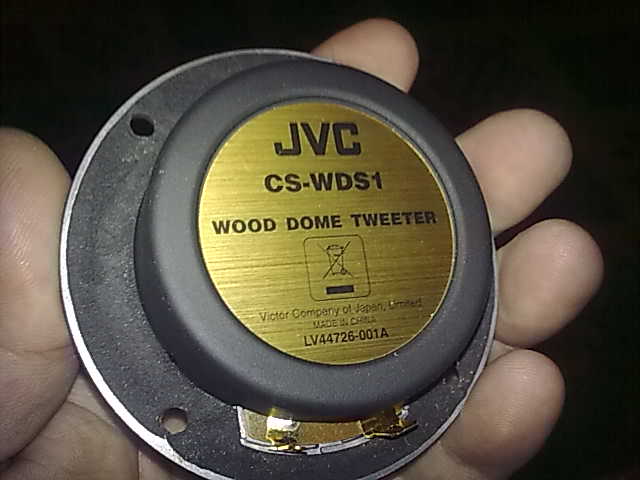 JVC
CS-WDS1
WOOD DOME TWEETER
Victor Company of Japan, Limited
MADE IN CHINA
LV44726-001A